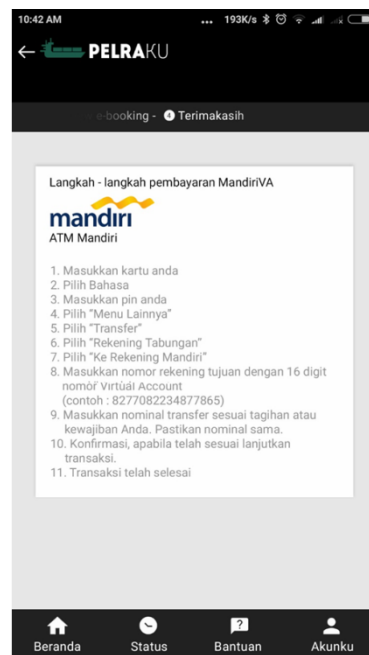 10:42 AM ... 193K/s
PELRAKU
e-booking - 4 Terimakasih
Langkah - langkah pembayaran MandiriVA
mandiri
ATM Mandiri
1. Masukkan kartu anda
2. Pilih Bahasa
3. Masukkan pin anda
4. Pilih "Menu Lainnya"
5. Pilih "Transfer"
6. Pilih "Rekening Tabungan"
7. Pilih "Ke Rekening Mandiri"
8. Masukkan nomor rekening tujuan dengan 16 digit
nomor Virtual Account
(contoh : 8277082234877865)
9. Masukkan nominal transfer sesuai tagihan atau
kewajiban Anda. Pastikan nominal sama.
10. Konfirmasi, apabila telah sesuai lanjutkan
transaksi.
11. Transaksi telah selesai
Beranda Status Bantuan Akunku